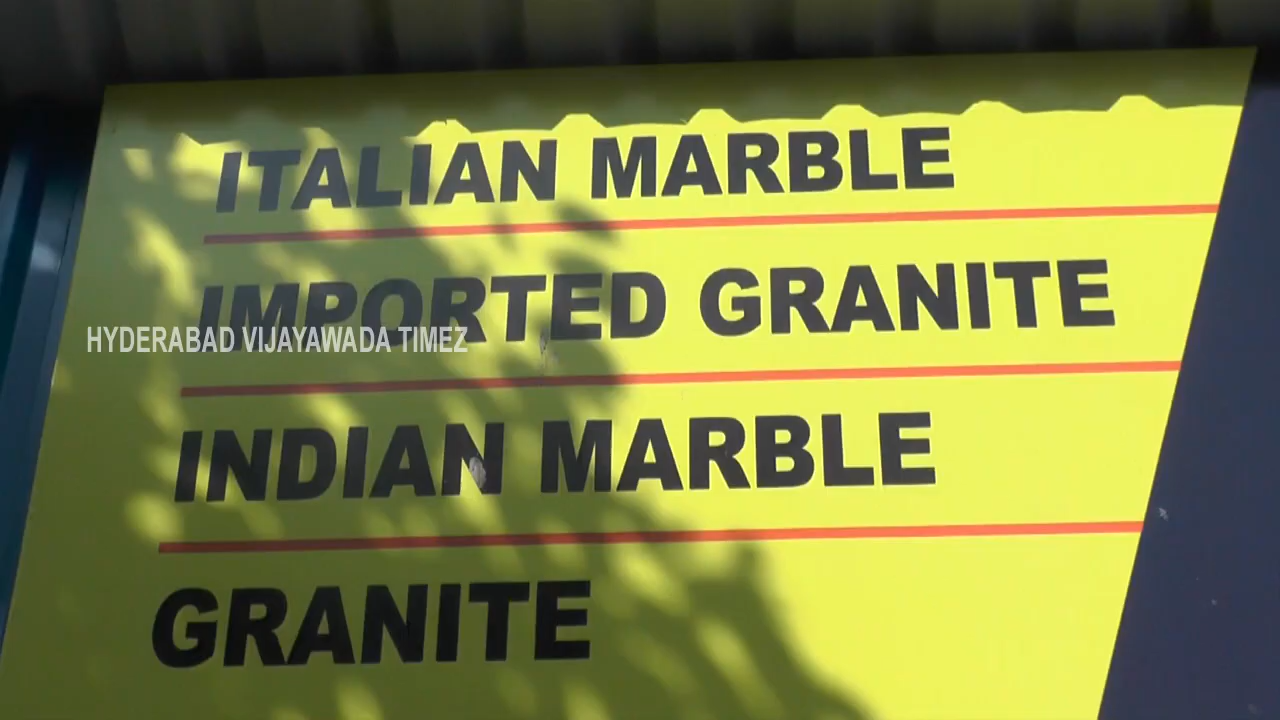 ITALIAN MARBLE
IMPORTED GRANITE
HYDERABAD VIJAYAWADA TIMEZ
INDIAN MARBLE
GRANITE